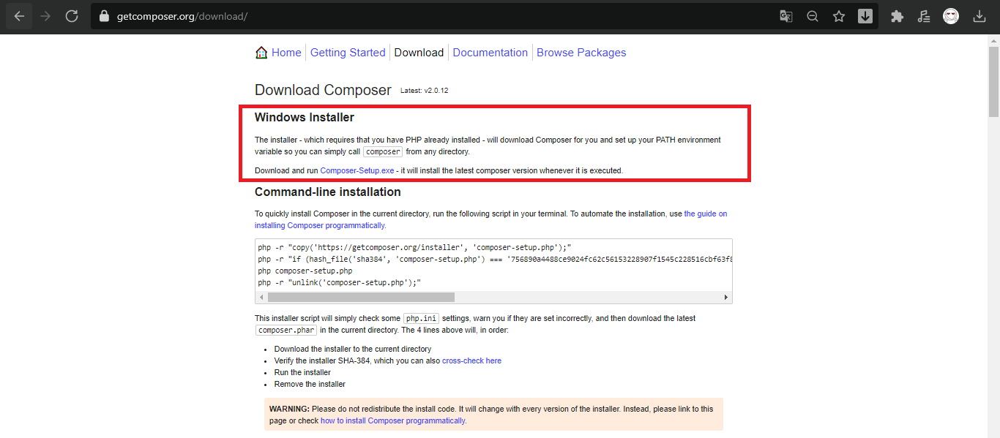 getcomposer.org/download/
Home Getting Started Download Documentation Browse Packages
Download Composer Latest: v2.0.12
Windows Installer
The installer - which requires that you have PHP already installed - will download Composer for you and set up your PATH environment
variable so you can simply call composer from any directory.
Download and run Composer-Setup.exe - it will install the latest composer version whenever it is executed.
Command-line installation
To quickly install Composer in the current directory, run the following script in your terminal. To automate the installation, use the guide on
installing Composer programmatically.
php -r "copy('https://getcomposer.org/installer', 'composer-setup.php');"
php -r "if (hash_file('sha384', 'composer-setup.php') === '756890a4488ce9024fc62c56153228907f1545c228516cbf63f8
php composer-setup.php
php -r "unlink('composer-setup.php');"
This installer script will simply check some php.ini settings, warn you if they are set incorrectly, and then download the latest
composer.phar in the current directory. The 4 lines above will, in order:
• Download the installer to the current directory
• Verify the installer SHA-384, which you can also cross-check here
• Run the installer
• Remove the installer
WARNING: Please do not redistribute the install code. It will change with every version of the installer. Instead, please link to this
page or check how to install Composer programmatically.